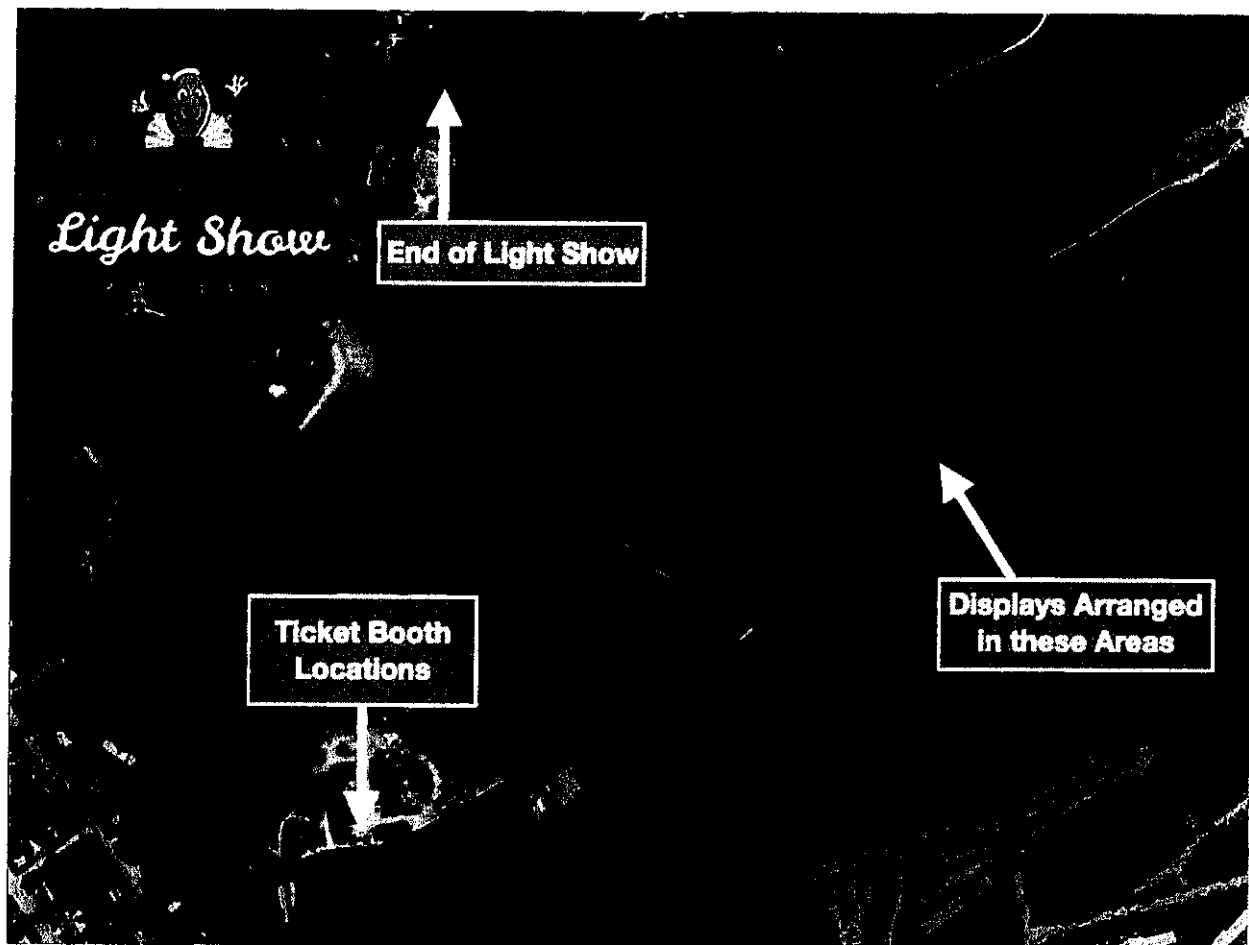 Light Show
End of Light Show
Displays Arranged
in these Areas
Ticket Booth
Locations